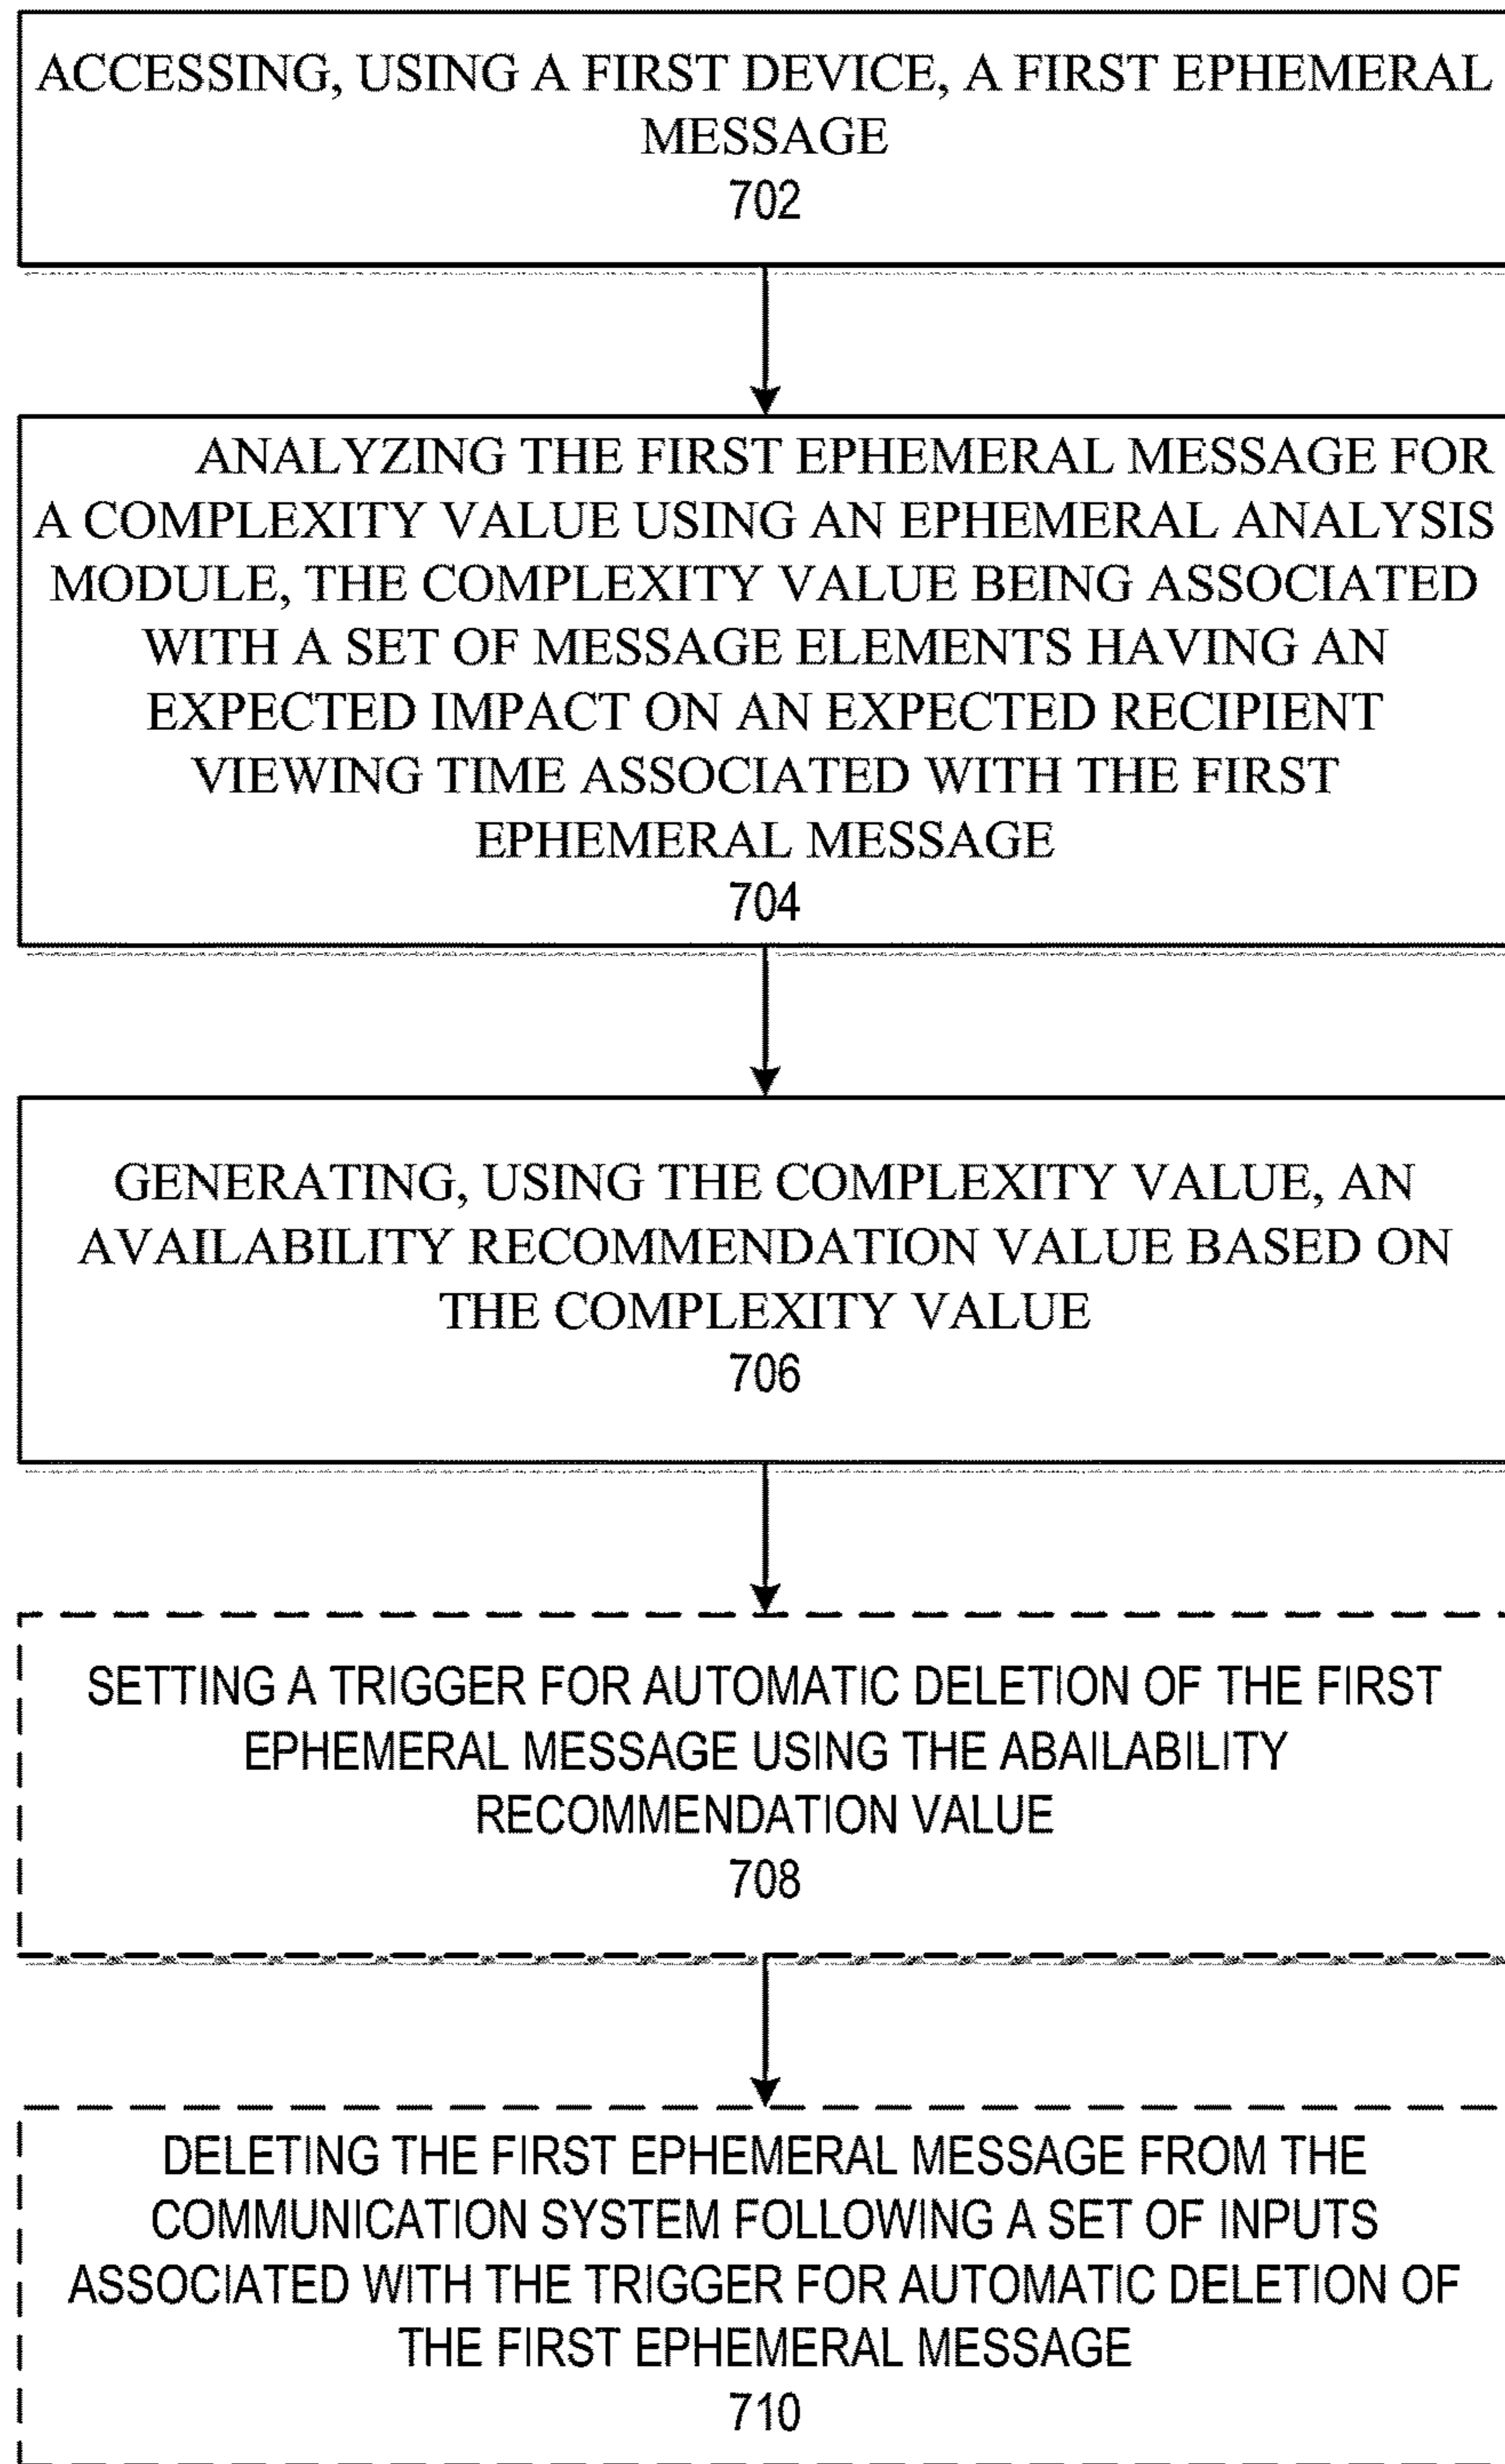 ACCESSING, USING A FIRST DEVICE, A FIRST EPHEMERAL
MESSAGE
702
ANALYZING THE FIRST EPHEMERAL MESSAGE FOR
A COMPLEXITY VALUE USING AN EPHEMERAL ANALYSIS
MODULE, THE COMPLEXITY VALUE BEING ASSOCIATED
WITH A SET OF MESSAGE ELEMENTS HAVING AN
EXPECTED IMPACT ON AN EXPECTED RECIPIENT
VIEWING TIME ASSOCIATED WITH THE FIRST
EPHEMERAL MESSAGE
704
GENERATING, USING THE COMPLEXITY VALUE, AN
AVAILABILITY RECOMMENDATION VALUE BASED ON
THE COMPLEXITY VALUE
706
SETTING A TRIGGER FOR AUTOMATIC DELETION OF THE FIRST
EPHEMERAL MESSAGE USING THE ABAILABILITY
RECOMMENDATION VALUE
708
DELETING THE FIRST EPHEMERAL MESSAGE FROM THE
COMMUNICATION SYSTEM FOLLOWING A SET OF INPUTS
ASSOCIATED WITH THE TRIGGER FOR AUTOMATIC DELETION OF
THE FIRST EPHEMERAL MESSAGE
710